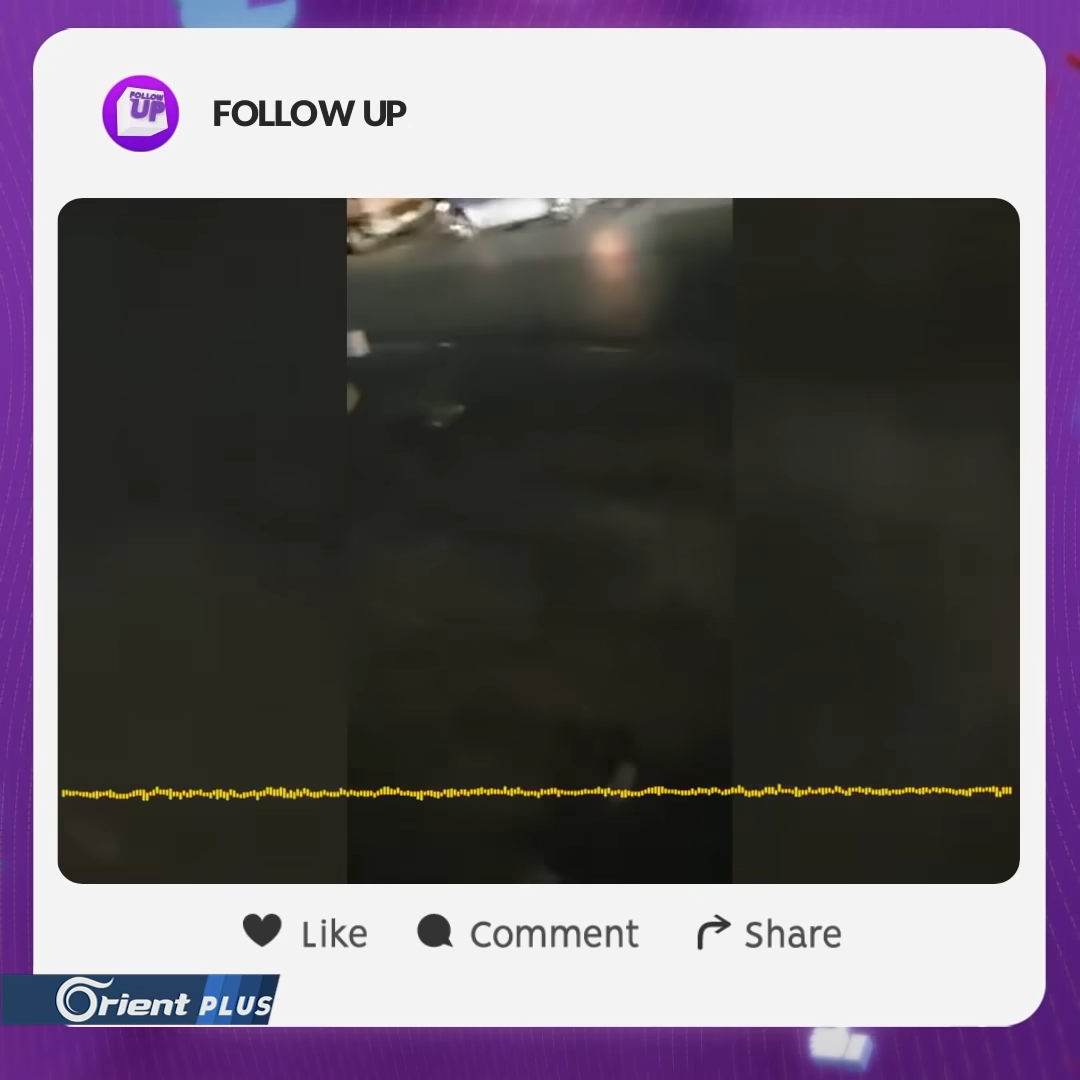 FOLLOW UP
FOLLOW UP
Like
Comment
Share
Orient PLUS